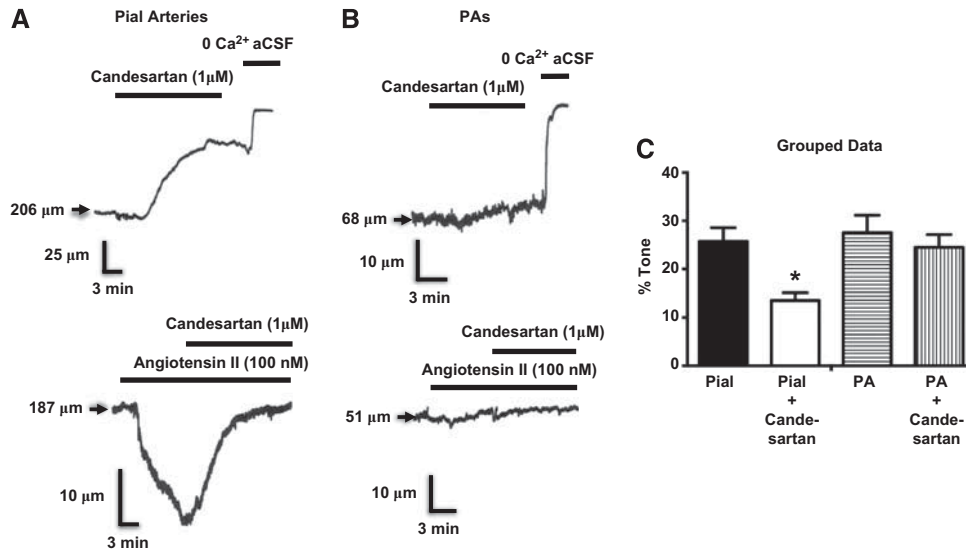 A
Pial Arteries
0 Ca²⁺ aCSF
Candesartan (1μM)
206 μm
25 μm
3 min
Candesartan (1μM)
Angiotensin II (100 nM)
187 μm
10 μm
3 min
B
PAs
0 Ca²⁺ aCSF
Candesartan (1μM)
68 μm
10 μm
3 min
Candesartan (1μM)
Angiotensin II (100 nM)
51 μm
10 μm
3 min
C
Grouped Data
% Tone
40
30
20
10
0
*
Pial
Pial
+
Cande-
sartan
PA
PA
+
Cande-
sartan